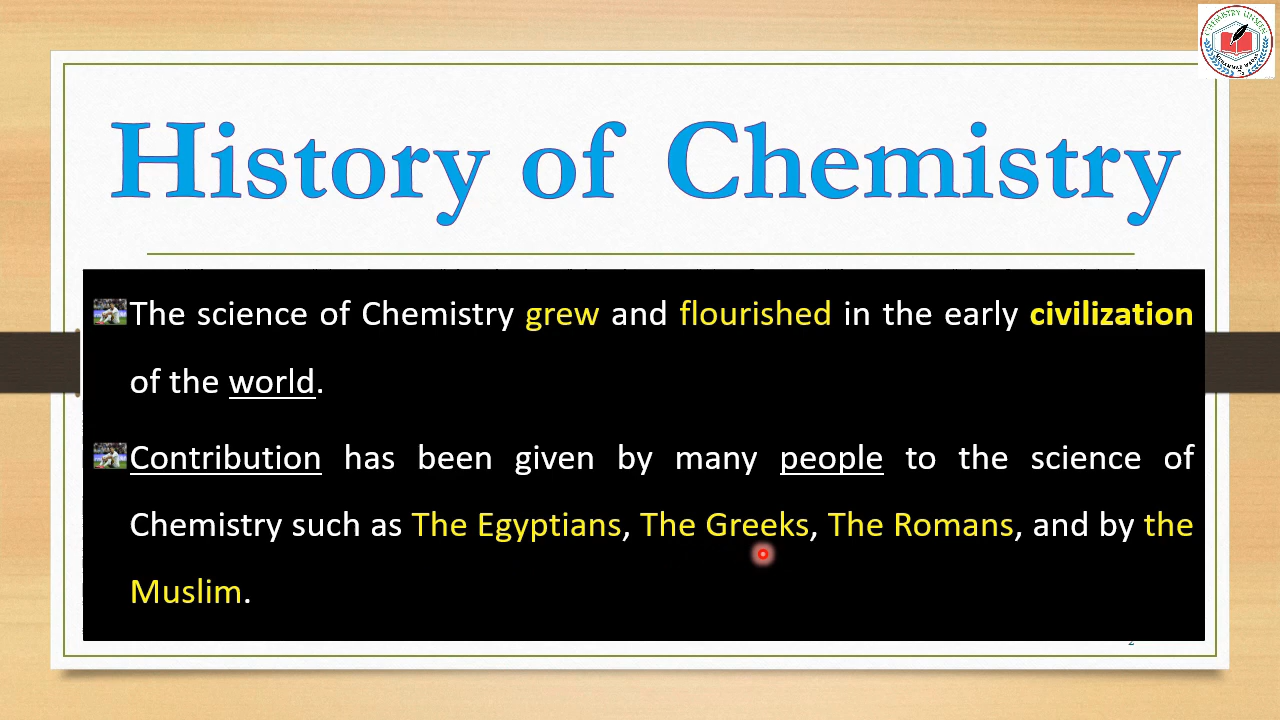 History of Chemistry
The science of Chemistry grew and flourished in the early civilization
of the world.
Contribution has been given by many people to the science of
Chemistry such as The Egyptians, The Greeks, The Romans, and by the
Muslim.
2